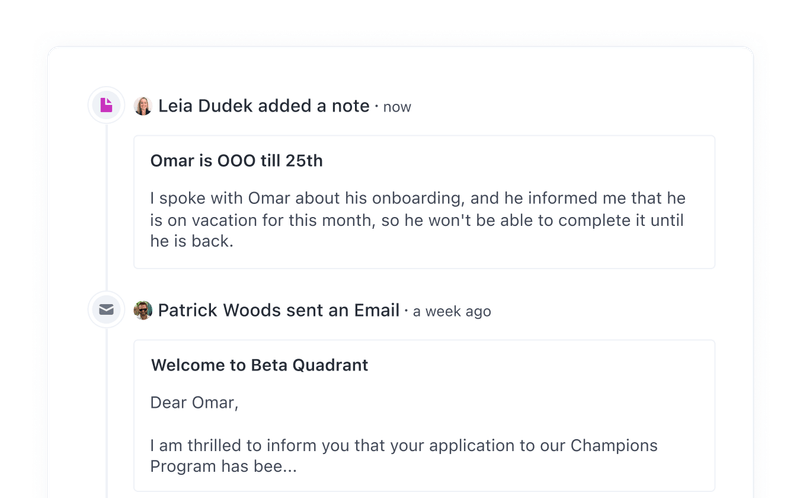 Leia Dudek added a note · now
Omar is OOO till 25th
I spoke with Omar about his onboarding, and he informed me that he
is on vacation for this month, so he won't be able to complete it until
he is back.
Patrick Woods sent an Email · a week ago
Welcome to Beta Quadrant
Dear Omar,
I am thrilled to inform you that your application to our Champions
Program has bee...